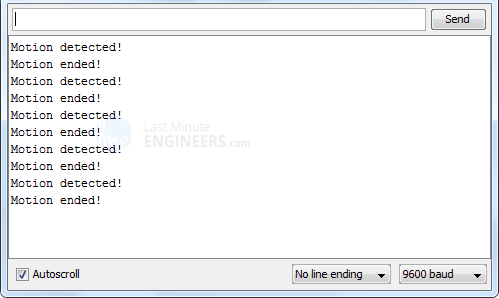 Send
Motion detected!
Motion ended!
Motion detected!
Motion ended!
Motion detected!
Motion ended!
Motion detected!
Motion ended!
Motion detected!
Motion ended!
Last Minute
ENGINEERS.com
Autoscroll
No line ending
9600 baud